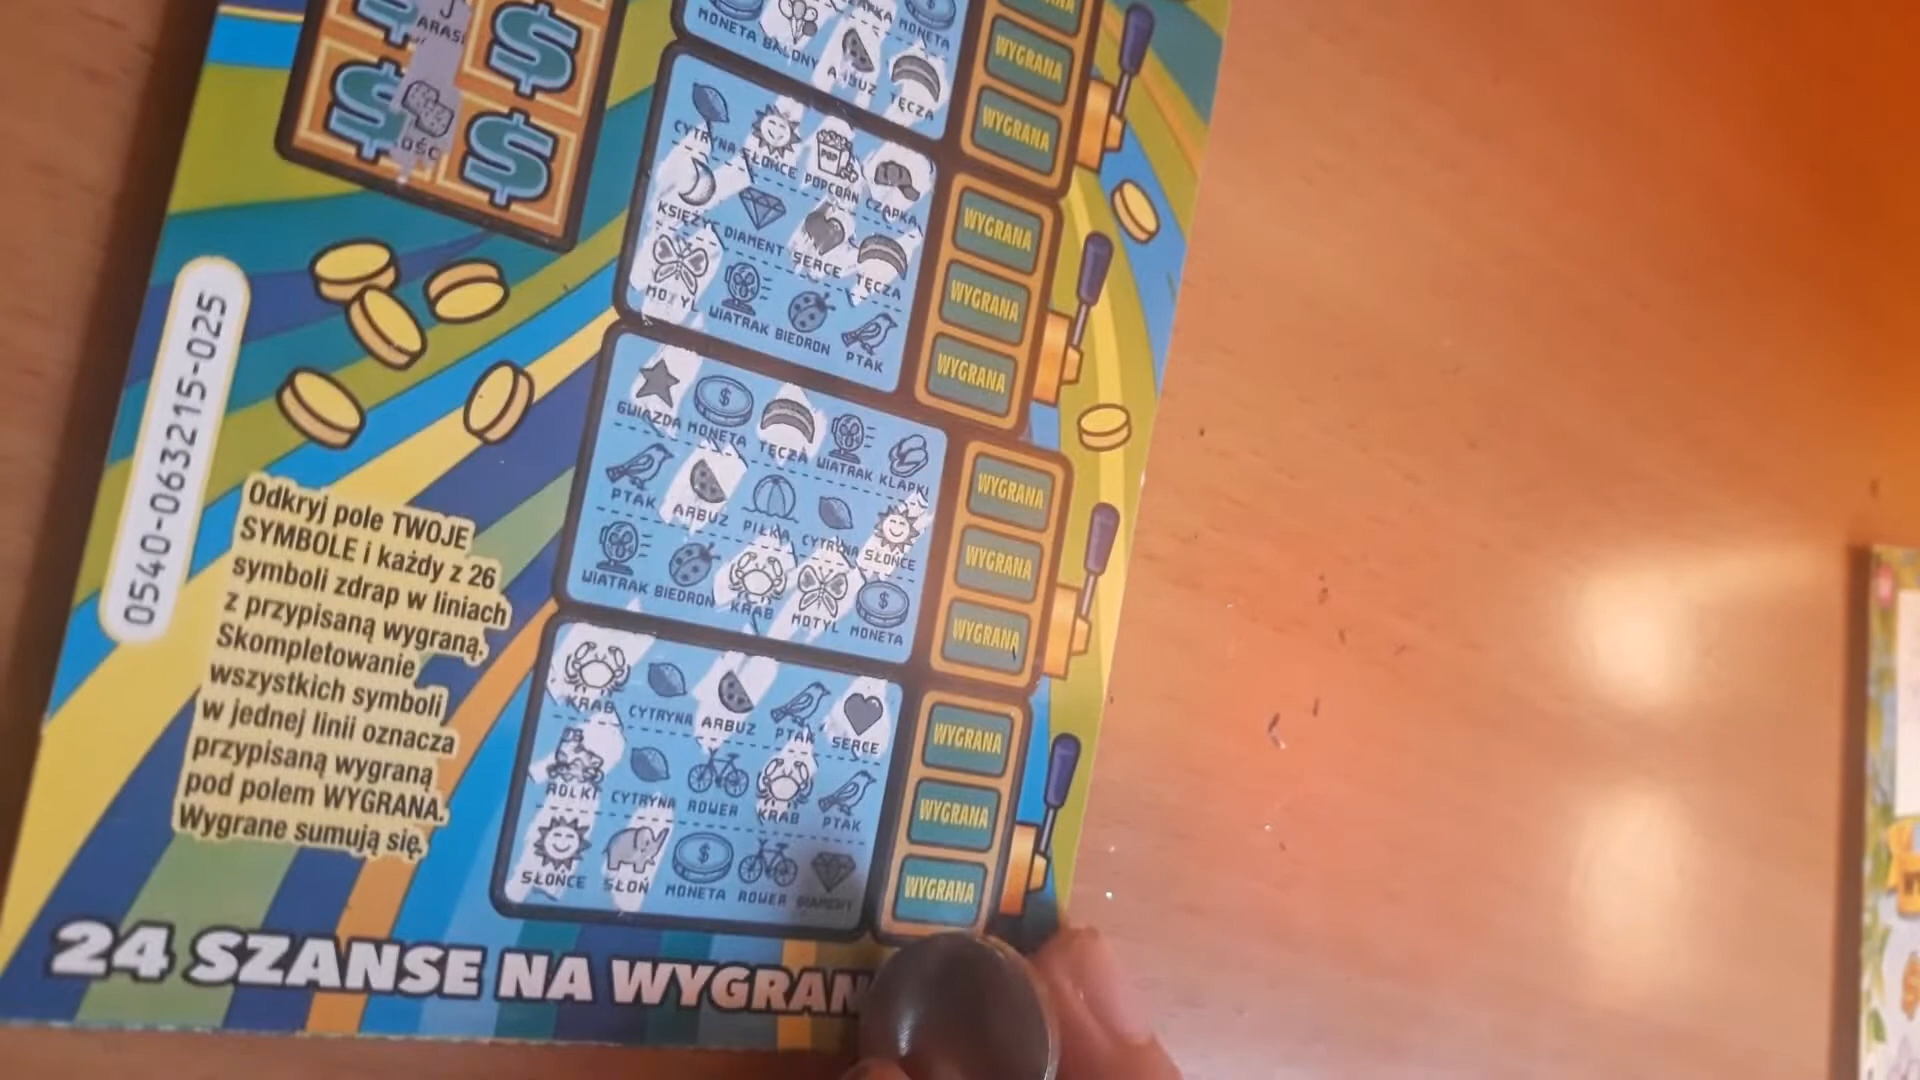 ARAS
MONETA BALONY ARBUZ TĘCZA
MONETA
WYGRANA
WYGRANA
CYTRYNA SŁOŃCE POPCORN CZAPKA
POP
KSIĘŻYC DIAMENT SERCE TĘCZA
MOTYL WIATRAK BIEDRON PTAK
WYGRANA
WYGRANA
WYGRANA
GWIAZDA MONETA TĘCZA WIATRAK KLAPKI
PTAK ARBUZ PIŁKA CYTRYNA SŁOŃCE
WIATRAK BIEDRON KRAB MOTYL MONETA
WYGRANA
WYGRANA
WYGRANA
KRAB CYTRYNA ARBUZ PTAK SERCE
ROLKI CYTRYNA ROWER KRAB PTAK
SŁOŃCE SŁOŃ MONETA ROWER DIAMENT
WYGRANA
WYGRANA
WYGRANA
0540-063215-025
Odkryj pole TWOJE
SYMBOLE i każdy z 26
symboli zdrap w liniach
z przypisaną wygraną.
Skompletowanie
wszystkich symboli
w jednej linii oznacza
przypisaną wygraną
pod polem WYGRANA.
Wygrane sumują się.
24 SZANSE NA WYGRAN